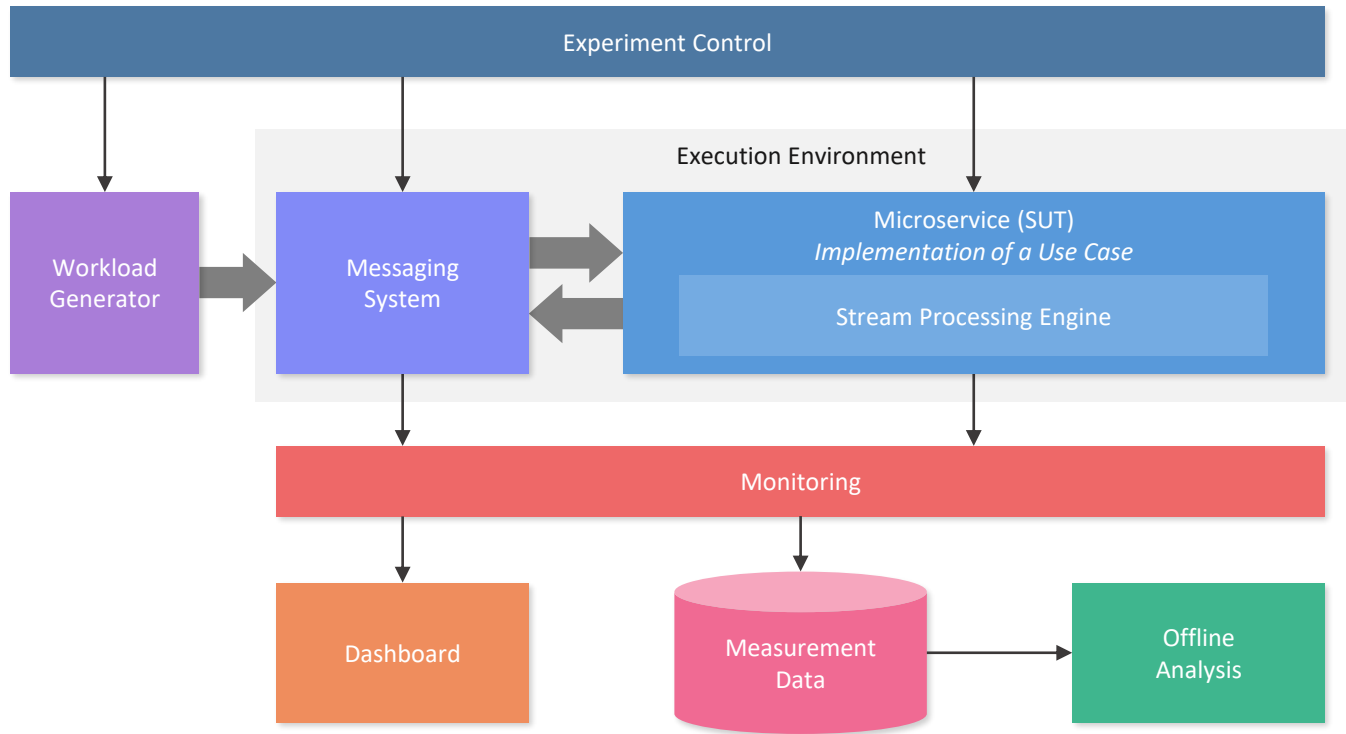 Experiment Control
Execution Environment
Workload
Generator
Messaging
System
Microservice (SUT)
Implementation of a Use Case
Stream Processing Engine
Monitoring
Dashboard
Measurement
Data
Offline
Analysis